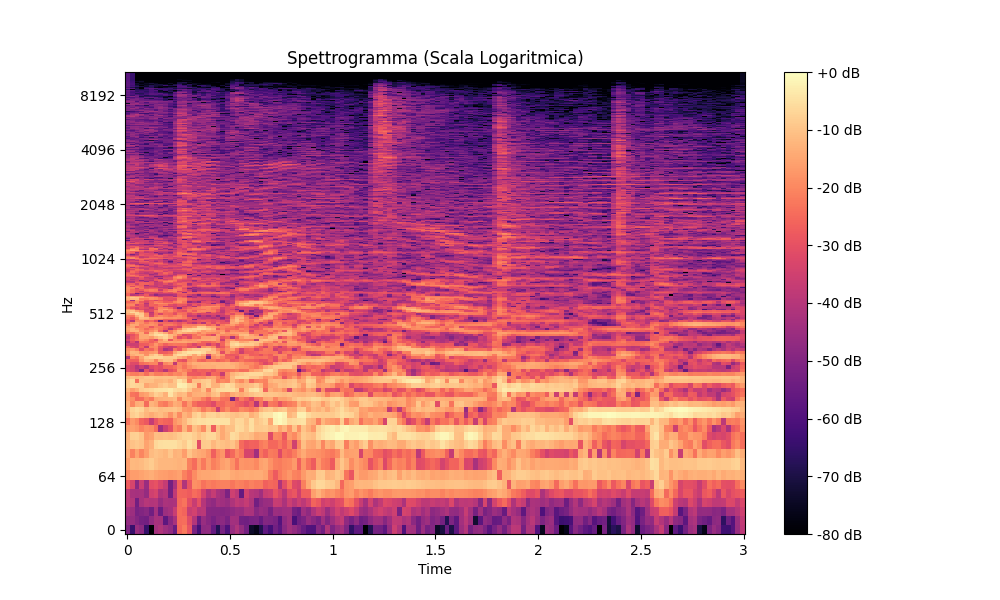 Spettrogramma (Scala Logaritmica)
Hz
8192
4096
2048
1024
512
256
128
64
0
0 0.5 1 1.5 2 2.5 3
Time
+0 dB
-10 dB
-20 dB
-30 dB
-40 dB
-50 dB
-60 dB
-70 dB
-80 dB